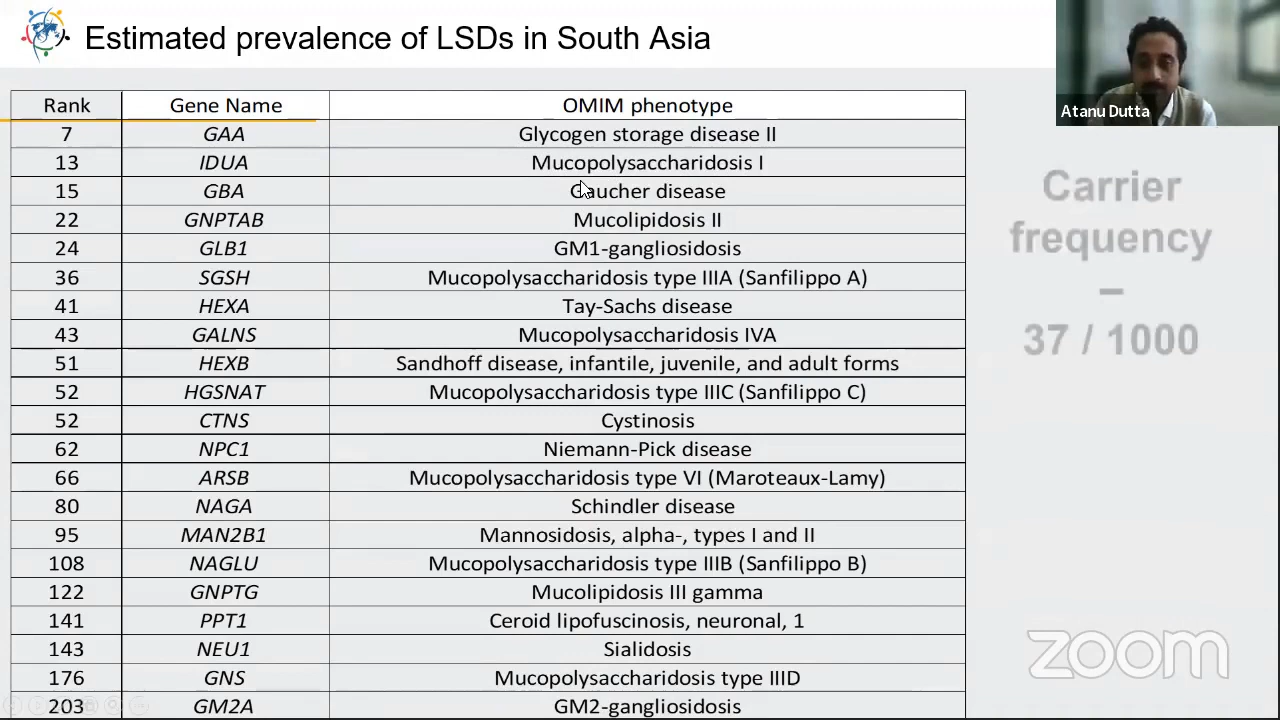 Estimated prevalence of LSDs in South Asia
Atanu Dutta
Rank Gene Name OMIM phenotype
7 GAA Glycogen storage disease II
13 IDUA Mucopolysaccharidosis I
15 GBA Gaucher disease
22 GNPTAB Mucolipidosis II
24 GLB1 GM1-gangliosidosis
36 SGSH Mucopolysaccharidosis type IIIA (Sanfilippo A)
41 HEXA Tay-Sachs disease
43 GALNS Mucopolysaccharidosis IVA
51 HEXB Sandhoff disease, infantile, juvenile, and adult forms
52 HGSNAT Mucopolysaccharidosis type IIIC (Sanfilippo C)
52 CTNS Cystinosis
62 NPC1 Niemann-Pick disease
66 ARSB Mucopolysaccharidosis type VI (Maroteaux-Lamy)
80 NAGA Schindler disease
95 MAN2B1 Mannosidosis, alpha-, types I and II
108 NAGLU Mucopolysaccharidosis type IIIB (Sanfilippo B)
122 GNPTG Mucolipidosis III gamma
141 PPT1 Ceroid lipofuscinosis, neuronal, 1
143 NEU1 Sialidosis
176 GNS Mucopolysaccharidosis type IIID
203 GM2A GM2-gangliosidosis
Carrier
frequency
–
37 / 1000
zoom